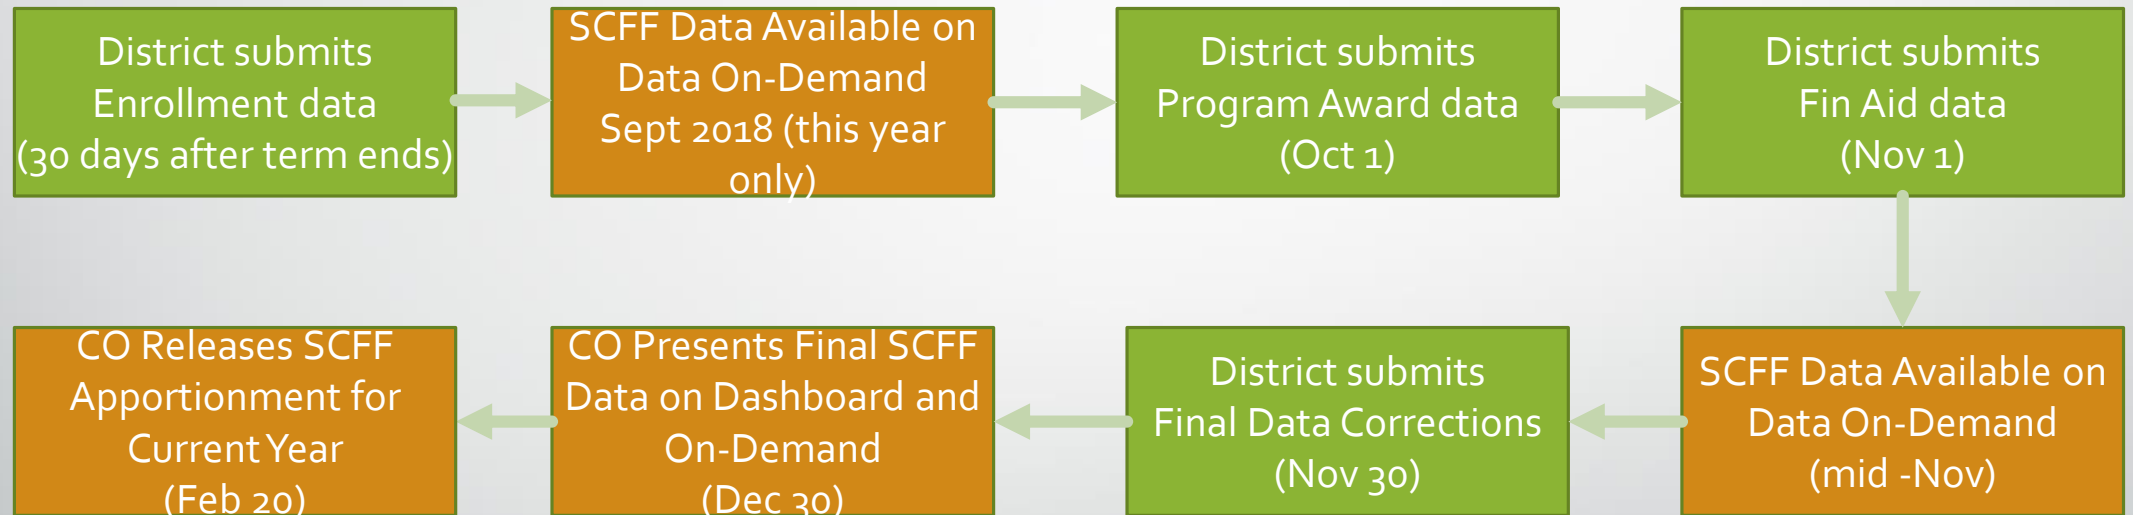 District submits
Enrollment data
(30 days after term ends)
SCFF Data Available on
Data On-Demand
Sept 2018 (this year
only)
District submits
Program Award data
(Oct 1)
District submits
Fin Aid data
(Nov 1)
SCFF Data Available on
Data On-Demand
(mid -Nov)
District submits
Final Data Corrections
(Nov 30)
CO Presents Final SCFF
Data on Dashboard and
On-Demand
(Dec 30)
CO Releases SCFF
Apportionment for
Current Year
(Feb 20)